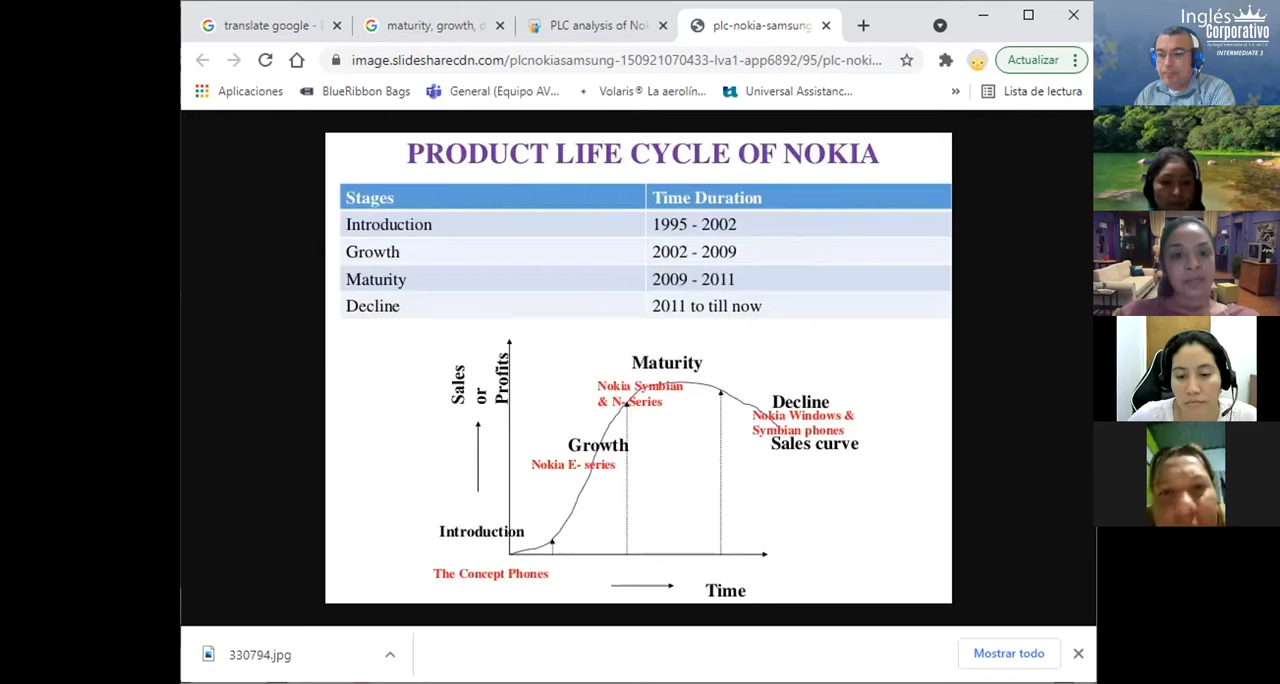 translate google - 
maturity, growth, d
PLC analysis of Nok
plc-nokia-samsung
image.slidesharecdn.com/plcnokiasamsung-150921070433-lva1-app6892/95/plc-noki...
Actualizar
Aplicaciones
BlueRibbon Bags
General (Equipo AV...
Volaris® La aerolín...
Universal Assistanc...
»
Lista de lectura
Inglés
Corporativo
INTERMEDIATE 3
PRODUCT LIFE CYCLE OF NOKIA
Stages Time Duration
Introduction 1995 - 2002
Growth 2002 - 2009
Maturity 2009 - 2011
Decline 2011 to till now
Sales
or
Profits
Maturity
Nokia Symbian
& N- Series
Decline
Nokia Windows &
Symbian phones
Sales curve
Growth
Nokia E- series
Introduction
The Concept Phones
Time
330794.jpg
Mostrar todo